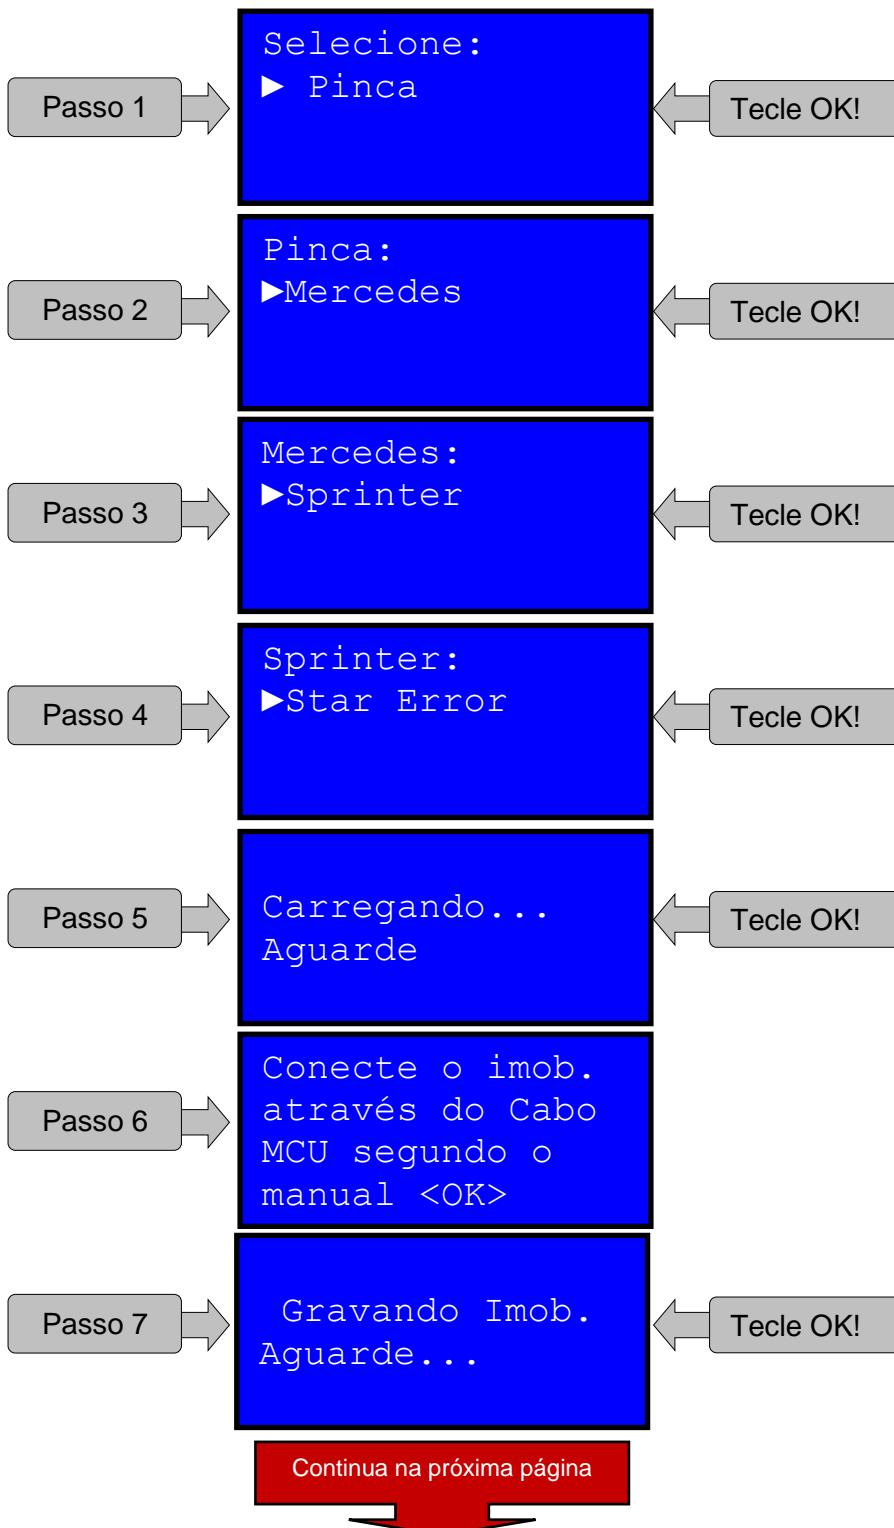 Selecione:
► Pinca
Passo 1
Tecle OK!
Pinca:
►Mercedes
Passo 2
Tecle OK!
Mercedes:
►Sprinter
Passo 3
Tecle OK!
Sprinter:
►Star Error
Passo 4
Tecle OK!
Carregando...
Aguarde
Passo 5
Tecle OK!
Conecte o imob.
através do Cabo
MCU segundo o
manual <OK>
Passo 6
Gravando Imob.
Aguarde...
Passo 7
Tecle OK!
Continua na próxima página